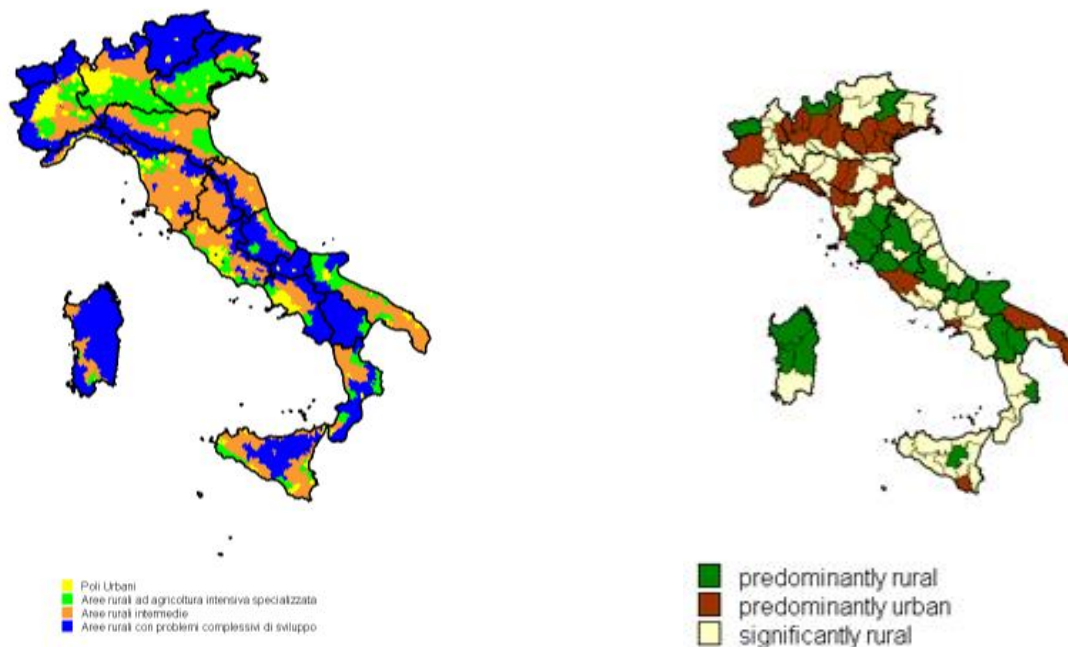 Poli Urbani
Aree rurali ad agricoltura intensiva specializzata
Aree rurali intermedie
Aree rurali con problemi complessivi di sviluppo
predominantly rural
predominantly urban
significantly rural